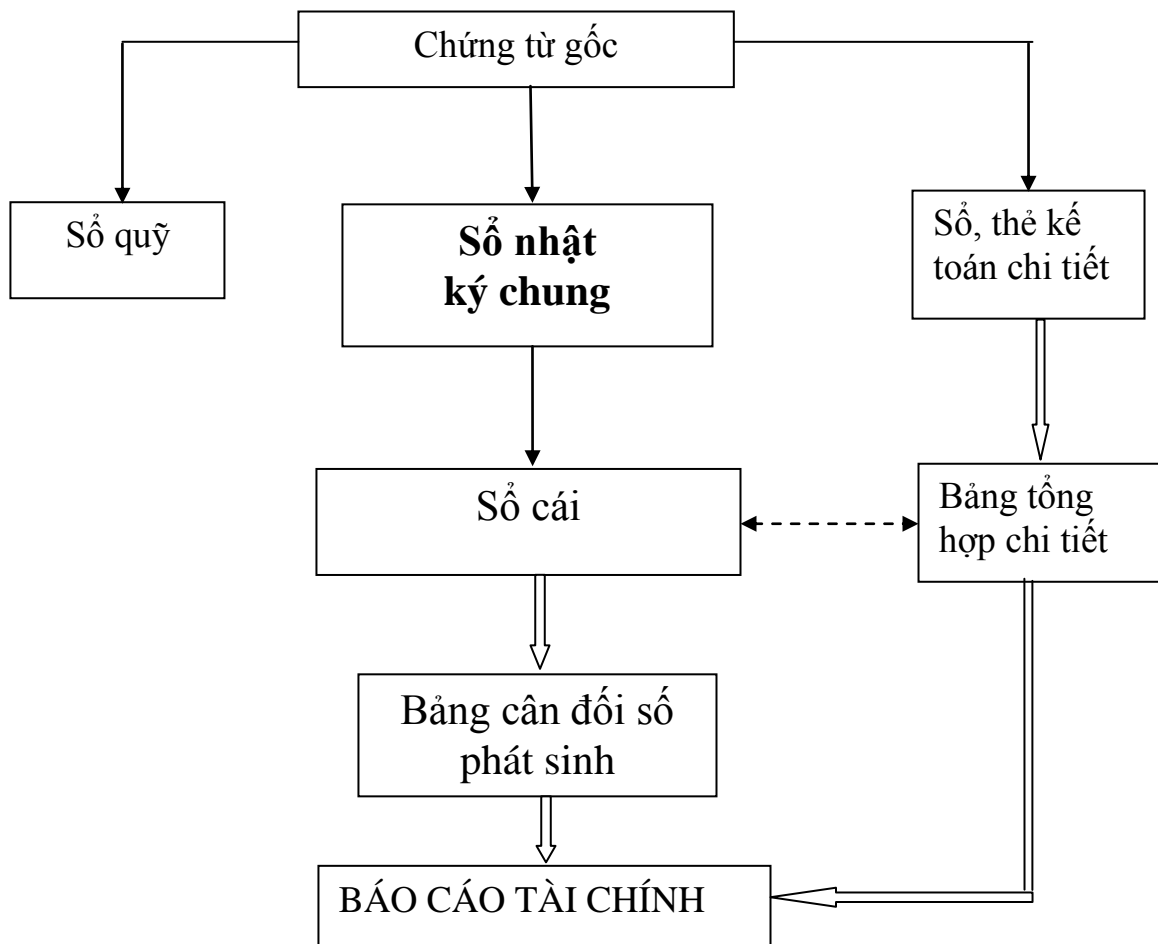 Chứng từ gốc
Sổ quỹ
Sổ nhật
ký chung
Sổ, thẻ kế
toán chi tiết
Sổ cái
Bảng tổng
hợp chi tiết
Bảng cân đối số
phát sinh
BÁO CÁO TÀI CHÍNH